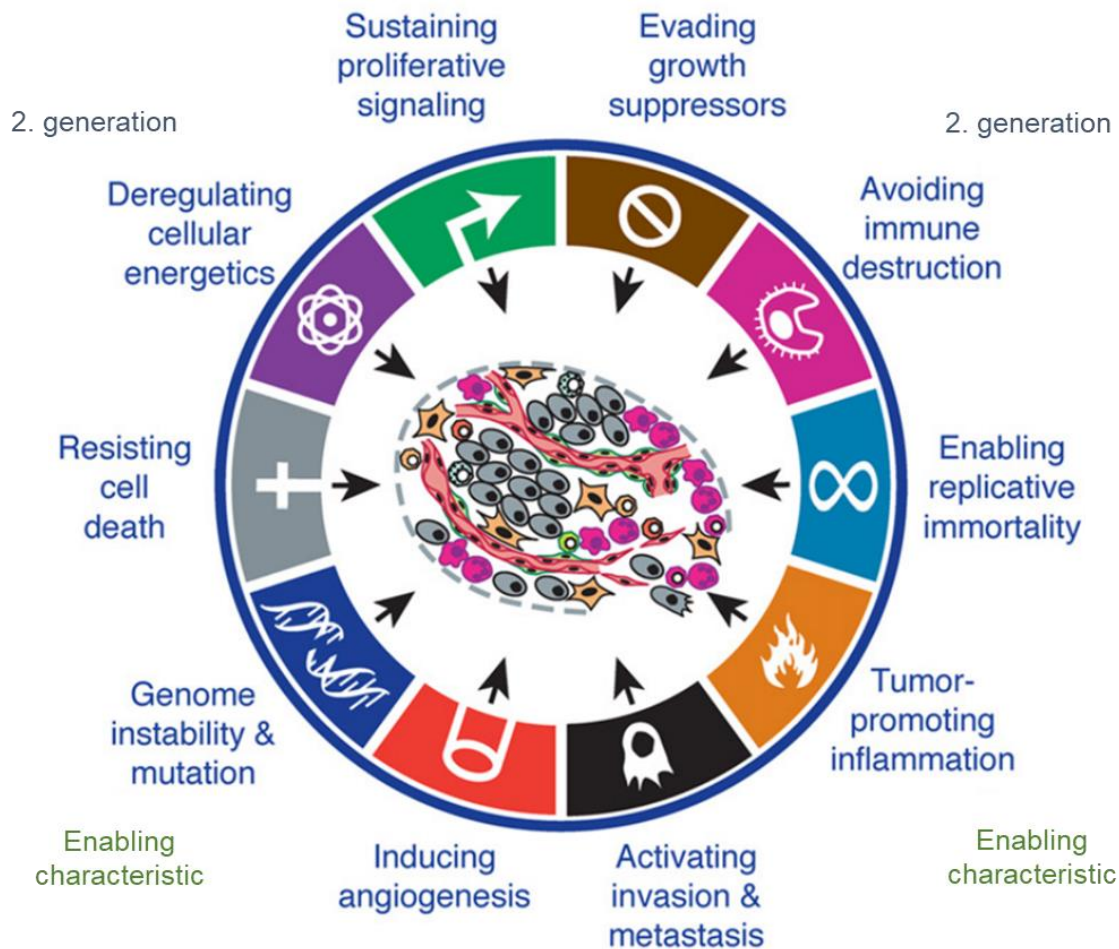 Sustaining
proliferative
signaling
Evading
growth
suppressors
2. generation
2. generation
Deregulating
cellular
energetics
Avoiding
immune
destruction
Resisting
cell
death
Enabling
replicative
immortality
Genome
instability &
mutation
Tumor-
promoting
inflammation
Enabling
characteristic
Enabling
characteristic
Inducing
angiogenesis
Activating
invasion &
metastasis